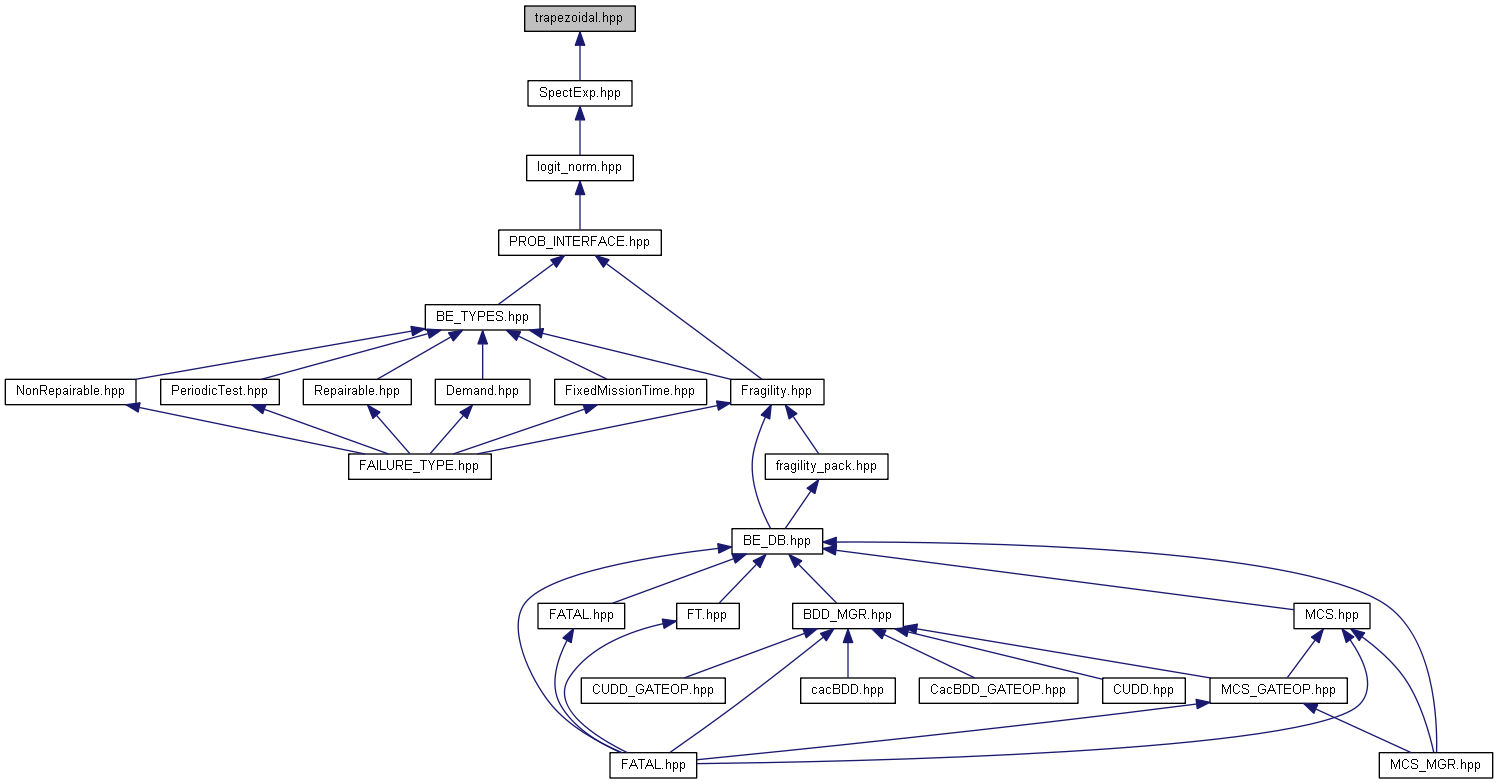 trapezoidal.hpp
SpectExp.hpp
logit_norm.hpp
PROB_INTERFACE.hpp
BE_TYPES.hpp
NonRepairable.hpp
PeriodicTest.hpp
Repairable.hpp
Demand.hpp
FixedMissionTime.hpp
Fragility.hpp
FAILURE_TYPE.hpp
fragility_pack.hpp
BE_DB.hpp
FATAL.hpp
FT.hpp
BDD_MGR.hpp
MCS.hpp
CUDD_GATEOP.hpp
cacBDD.hpp
CacBDD_GATEOP.hpp
CUDD.hpp
MCS_GATEOP.hpp
FATAL.hpp
MCS_MGR.hpp